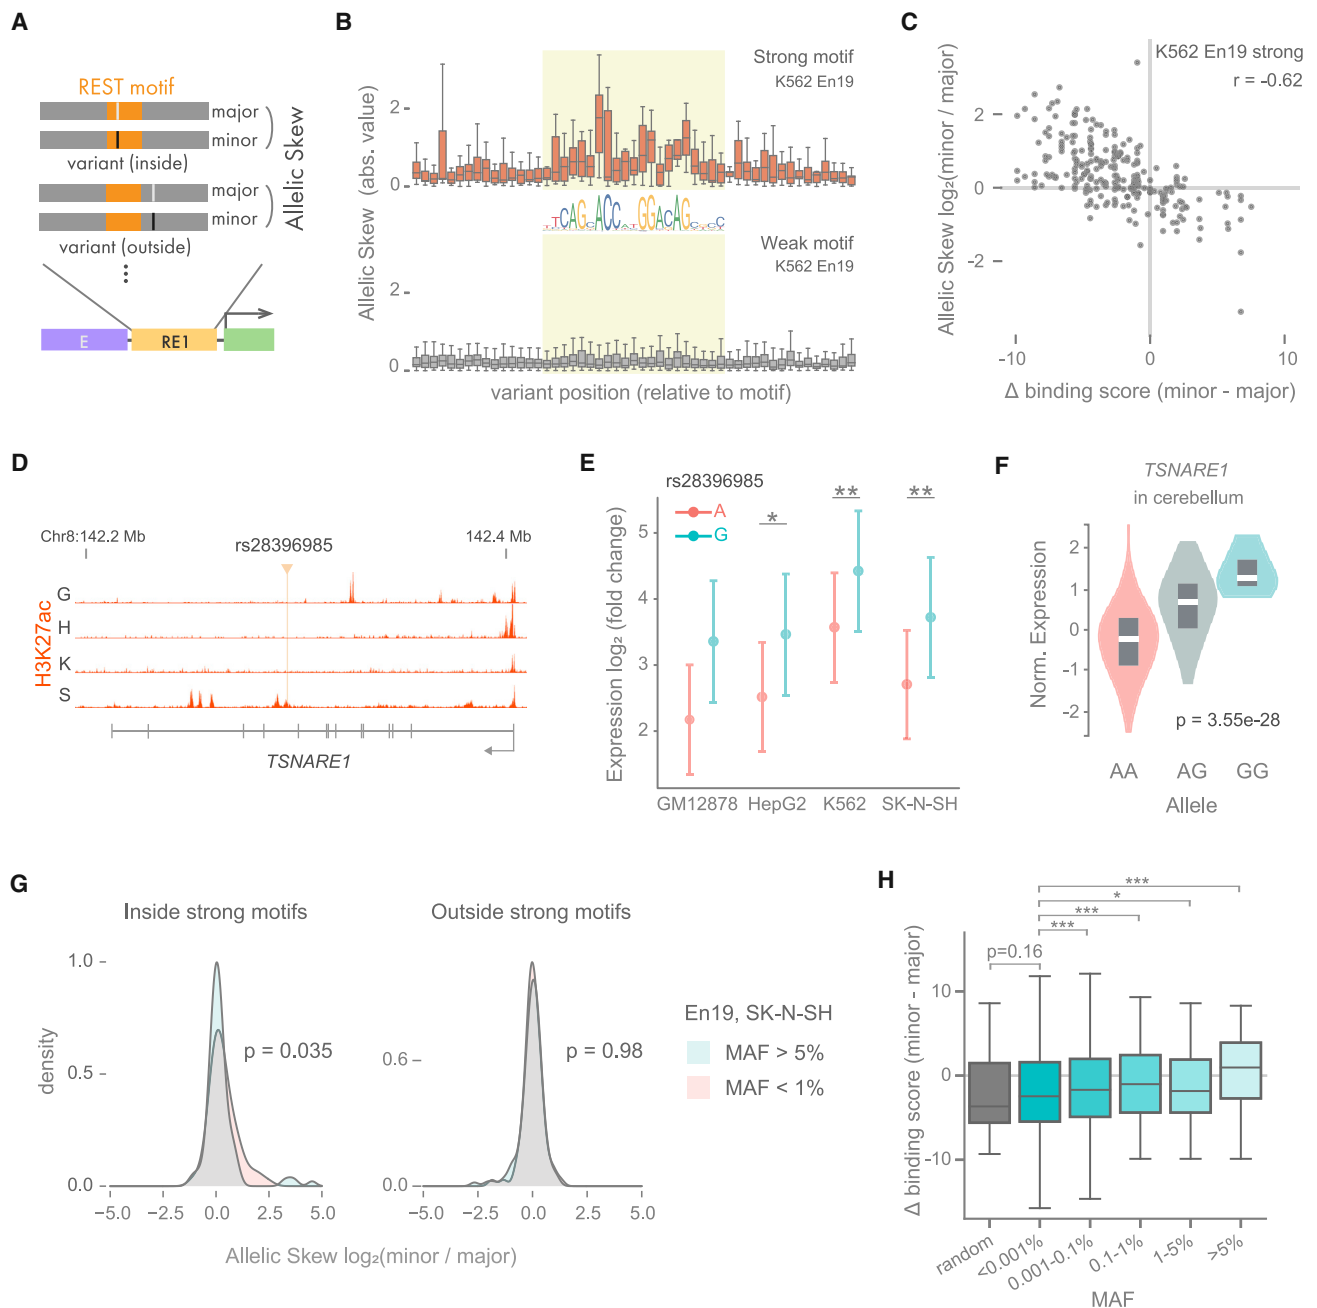 A
REST motif
major
minor
variant (inside)
major
minor
variant (outside)
Allelic Skew
E
RE1
B
Strong motif
K562 En19
2
0
TCAGCACCATGGACAGC
Weak motif
K562 En19
2
0
Allelic Skew (abs. value)
variant position (relative to motif)
C
K562 En19 strong
r = -0.62
2
0
-2
Allelic Skew log₂(minor / major)
-10
0
10
Δ binding score (minor - major)
D
Chr8:142.2 Mb
142.4 Mb
rs28396985
H3K27ac
G
H
K
S
TSNARE1
E
rs28396985
A
G
*
**
**
5
4
3
2
Expression log₂ (fold change)
GM12878
HepG2
K562
SK-N-SH
F
TSNARE1
in cerebellum
2
1
0
-1
-2
Norm. Expression
p = 3.55e-28
AA
AG
GG
Allele
G
Inside strong motifs
Outside strong motifs
1.0
0.5
0.0
density
p = 0.035
−5.0
−2.5
0.0
2.5
5.0
0.6
0.0
p = 0.98
−5.0
−2.5
0.0
2.5
5.0
Allelic Skew log₂(minor / major)
En19, SK-N-SH
MAF > 5%
MAF < 1%
H
***
*
***
***
p=0.16
10
0
-10
Δ binding score (minor - major)
random
<0.001%
0.001-0.1%
0.1-1%
1-5%
>5%
MAF